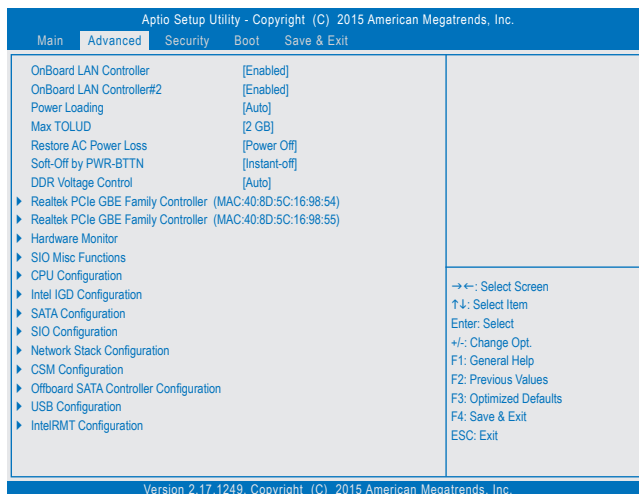 Aptio Setup Utility - Copyright (C) 2015 American Megatrends, Inc.
Main Advanced Security Boot Save & Exit
OnBoard LAN Controller [Enabled]
OnBoard LAN Controller#2 [Enabled]
Power Loading [Auto]
Max TOLUD [2 GB]
Restore AC Power Loss [Power Off]
Soft-Off by PWR-BTTN [Instant-off]
DDR Voltage Control [Auto]
Realtek PCIe GBE Family Controller (MAC:40:8D:5C:16:98:54)
Realtek PCIe GBE Family Controller (MAC:40:8D:5C:16:98:55)
Hardware Monitor
SIO Misc Functions
CPU Configuration
Intel IGD Configuration
SATA Configuration
SIO Configuration
Network Stack Configuration
CSM Configuration
Offboard SATA Controller Configuration
USB Configuration
IntelRMT Configuration
→←: Select Screen
↑↓: Select Item
Enter: Select
+/-: Change Opt.
F1: General Help
F2: Previous Values
F3: Optimized Defaults
F4: Save & Exit
ESC: Exit
Version 2.17.1249. Copyright (C) 2015 American Megatrends, Inc.